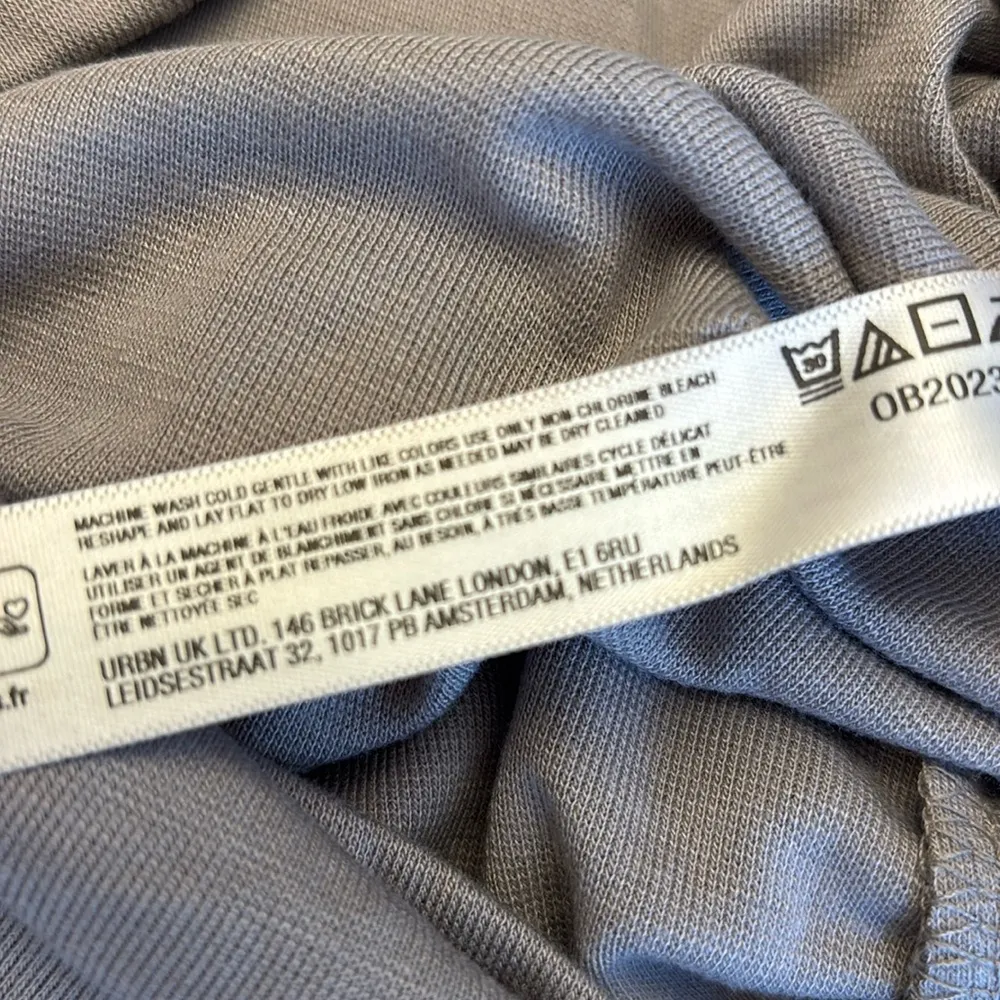 MACHINE WASH COLD GENTLE WITH LIKE COLORS USE ONLY NON-CHLORINE BLEACH
RESHAPE AND LAY FLAT TO DRY LOW IRON AS NEEDED MAY BE DRY CLEANED
LAVER À LA MACHINE À L'EAU FROIDE AVEC COULEURS SIMILAIRES CYCLE DÉLICAT
UTILISER UN AGENT DE BLANCHIMENT SANS CHLORE SI NÉCESSAIRE METTRE EN
FORME ET SÉCHER À PLAT REPASSER, AU BESOIN, À TRÈS BASSE TEMPÉRATURE PEUT-ÊTRE
ÊTRE NETTOYÉE SEC
URBN UK LTD. 146 BRICK LANE LONDON, E1 6RU
LEIDSESTRAAT 32, 1017 PB AMSTERDAM, NETHERLANDS
30
OB2023
.fr